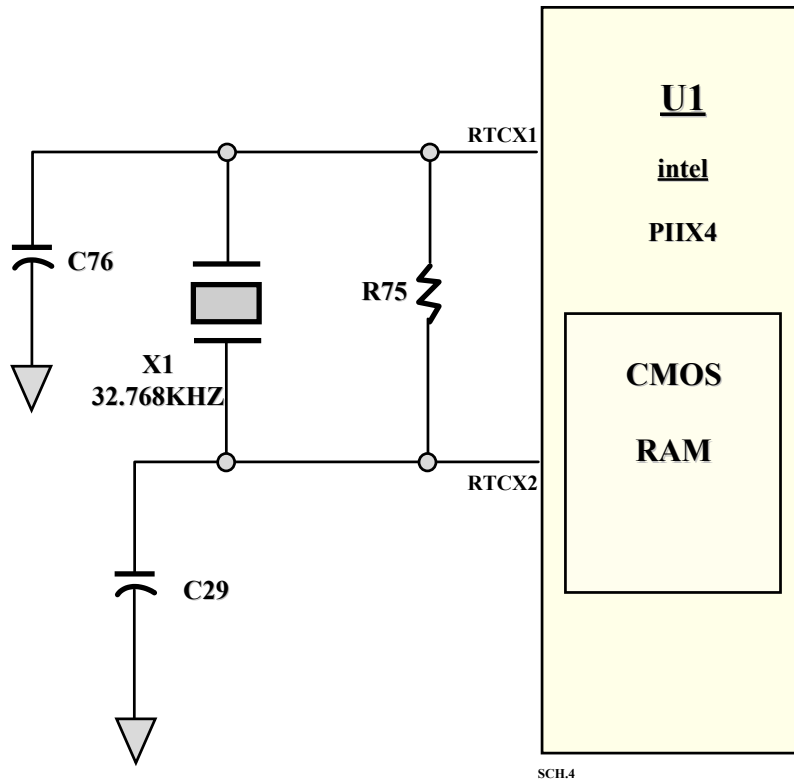 U1
RTCX1
intel
PIIX4
C76
R75
X1
32.768KHZ
CMOS
RAM
RTCX2
C29
SCH.4